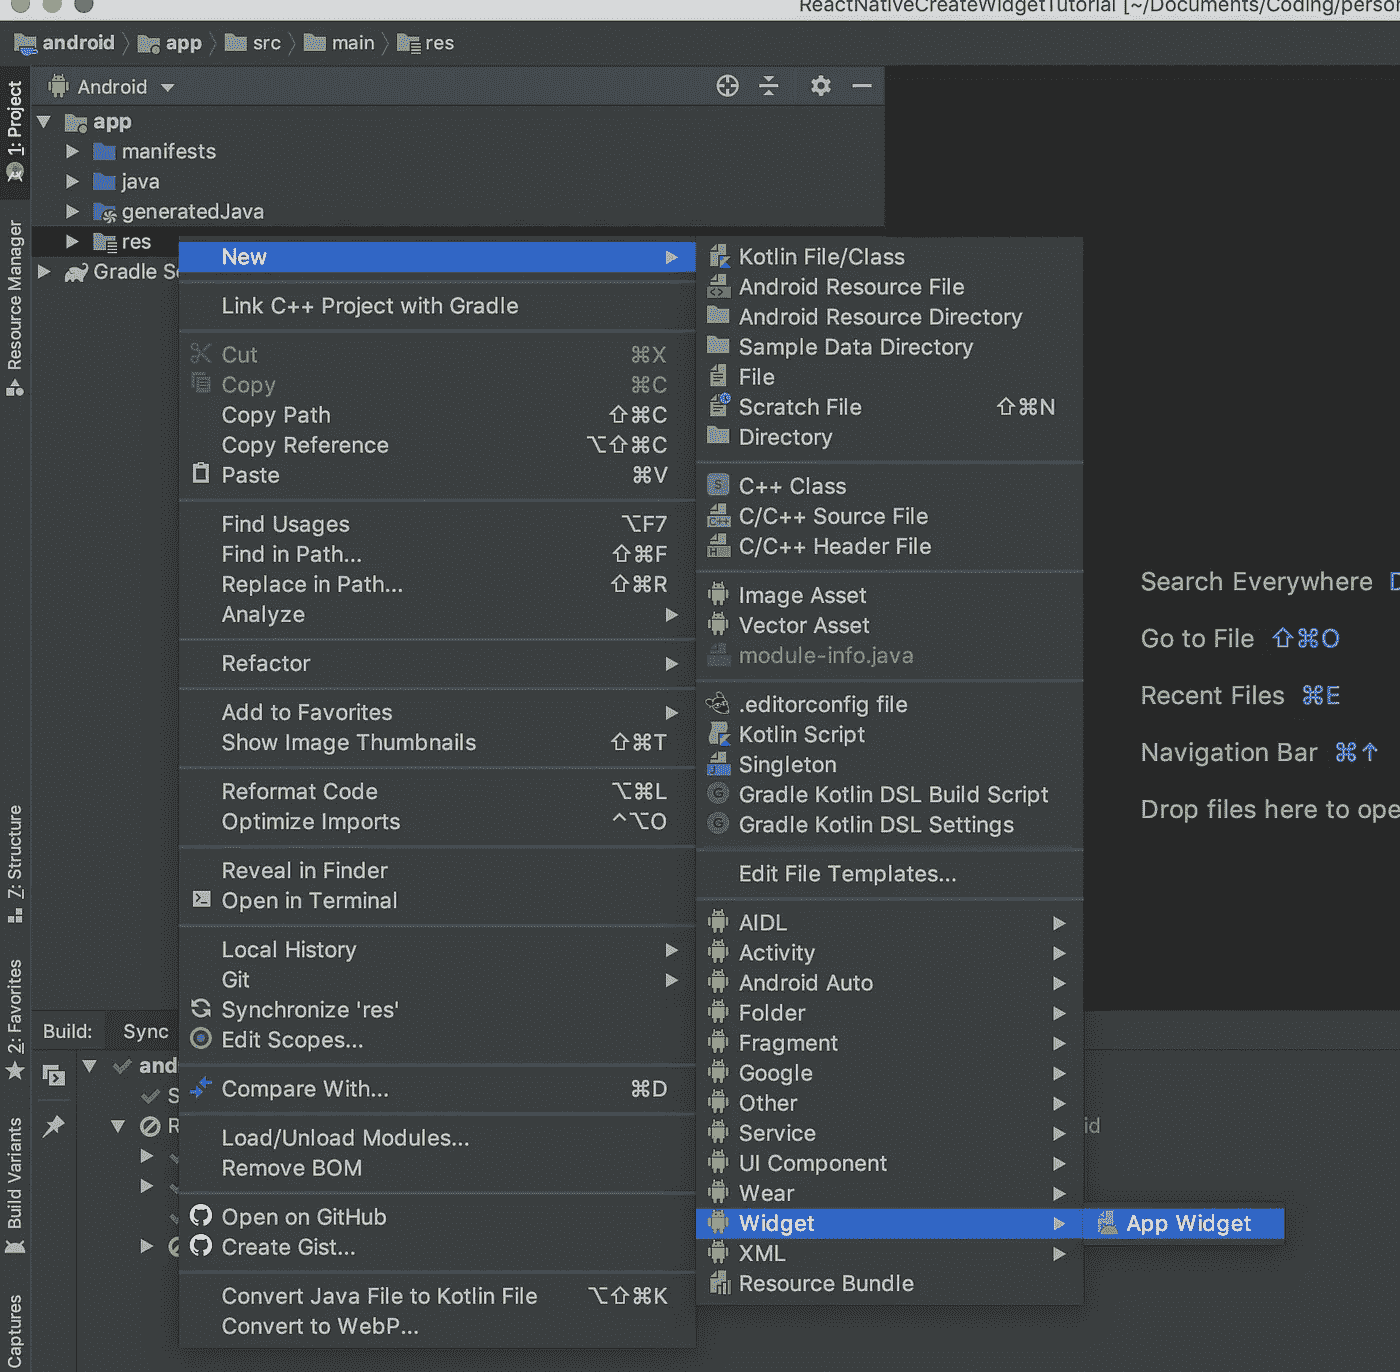 ReactNativeCreateWidgetTutorial [~/Documents/Coding/person
android app src main res
Android
1: Project
app
manifests
java
generatedJava
res
Gradle S
Resource Manager
New
Link C++ Project with Gradle
Cut ⌘X
Copy ⌘C
Copy Path ⇧⌘C
Copy Reference ⌥⇧⌘C
Paste ⌘V
Find Usages ⌥F7
Find in Path... ⇧⌘F
Replace in Path... ⇧⌘R
Analyze
Refactor
Add to Favorites
Show Image Thumbnails ⇧⌘T
Reformat Code ⌥⌘L
Optimize Imports ^⌥O
Reveal in Finder
Open in Terminal
Local History
Git
Synchronize 'res'
Edit Scopes...
Compare With... ⌘D
Load/Unload Modules...
Remove BOM
Open on GitHub
Create Gist...
Convert Java File to Kotlin File ⌥⇧⌘K
Convert to WebP...
Kotlin File/Class
Android Resource File
Android Resource Directory
Sample Data Directory
File
Scratch File ⇧⌘N
Directory
C++ Class
C/C++ Source File
C/C++ Header File
Image Asset
Vector Asset
module-info.java
.editorconfig file
Kotlin Script
Singleton
Gradle Kotlin DSL Build Script
Gradle Kotlin DSL Settings
Edit File Templates...
AIDL
Activity
Android Auto
Folder
Fragment
Google
Other
Service
UI Component
Wear
Widget
XML
Resource Bundle
App Widget
Search Everywhere D
Go to File ⇧⌘O
Recent Files ⌘E
Navigation Bar ⌘↑
Drop files here to ope
7: Structure
2: Favorites
Build Variants
Captures
Build: Sync
and
S
R
id